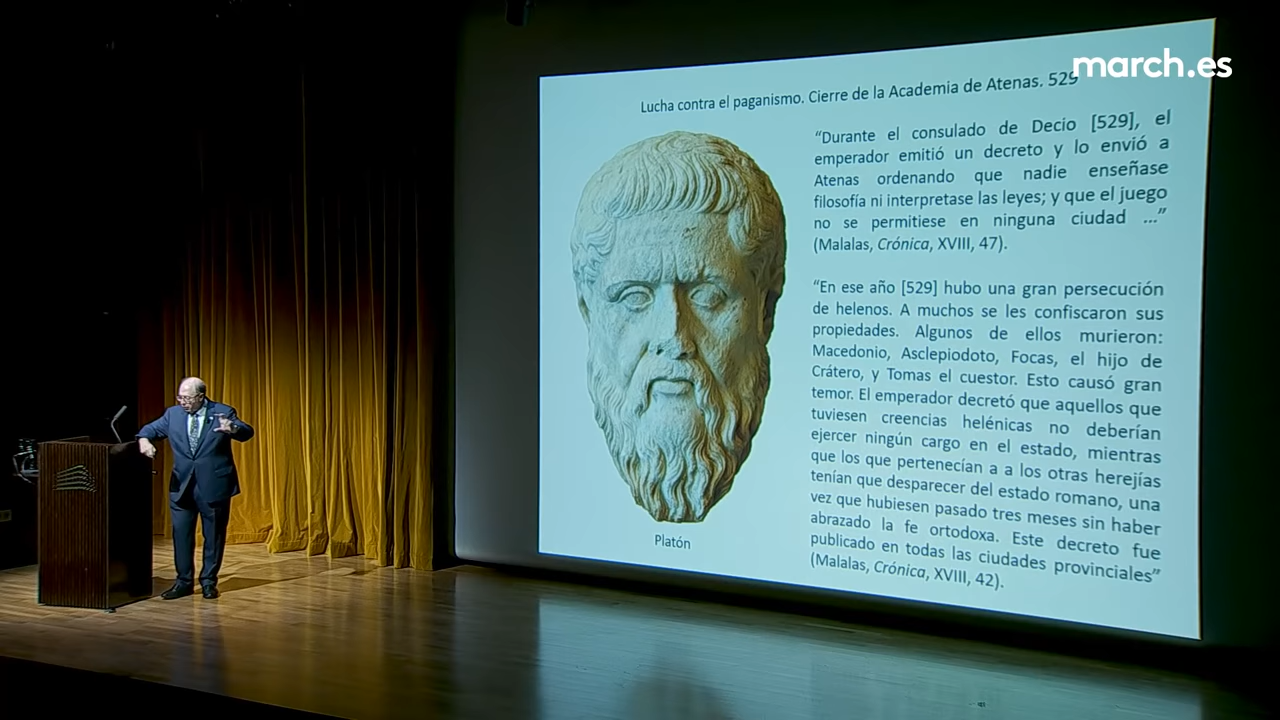 march.es
Lucha contra el paganismo. Cierre de la Academia de Atenas. 529
“Durante el consulado de Decio [529], el
emperador emitió un decreto y lo envió a
Atenas ordenando que nadie enseñase
filosofía ni interpretase las leyes; y que el juego
no se permitiese en ninguna ciudad ...”
(Malalas, Crónica, XVIII, 47).
“En ese año [529] hubo una gran persecución
de helenos. A muchos se les confiscaron sus
propiedades. Algunos de ellos murieron:
Macedonio, Asclepiodoto, Focas, el hijo de
Crátero, y Tomas el cuestor. Esto causó gran
temor. El emperador decretó que aquellos que
tuviesen creencias helénicas no deberían
ejercer ningún cargo en el estado, mientras
que los que pertenecían a a los otras herejías
tenían que desparecer del estado romano, una
vez que hubiesen pasado tres meses sin haber
abrazado la fe ortodoxa. Este decreto fue
publicado en todas las ciudades provinciales”
(Malalas, Crónica, XVIII, 42).
Platón